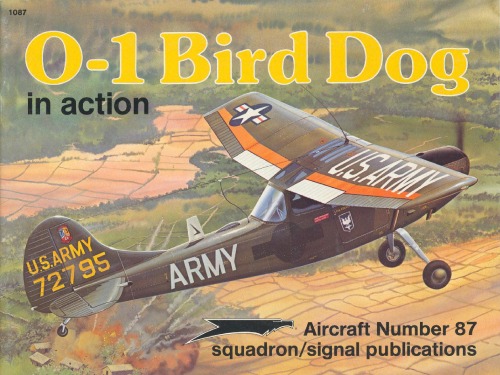 1087
O-1 Bird Dog
in action
U.S. ARMY
U.S. ARMY
72795
ARMY
Aircraft Number 87
squadron/signal publications